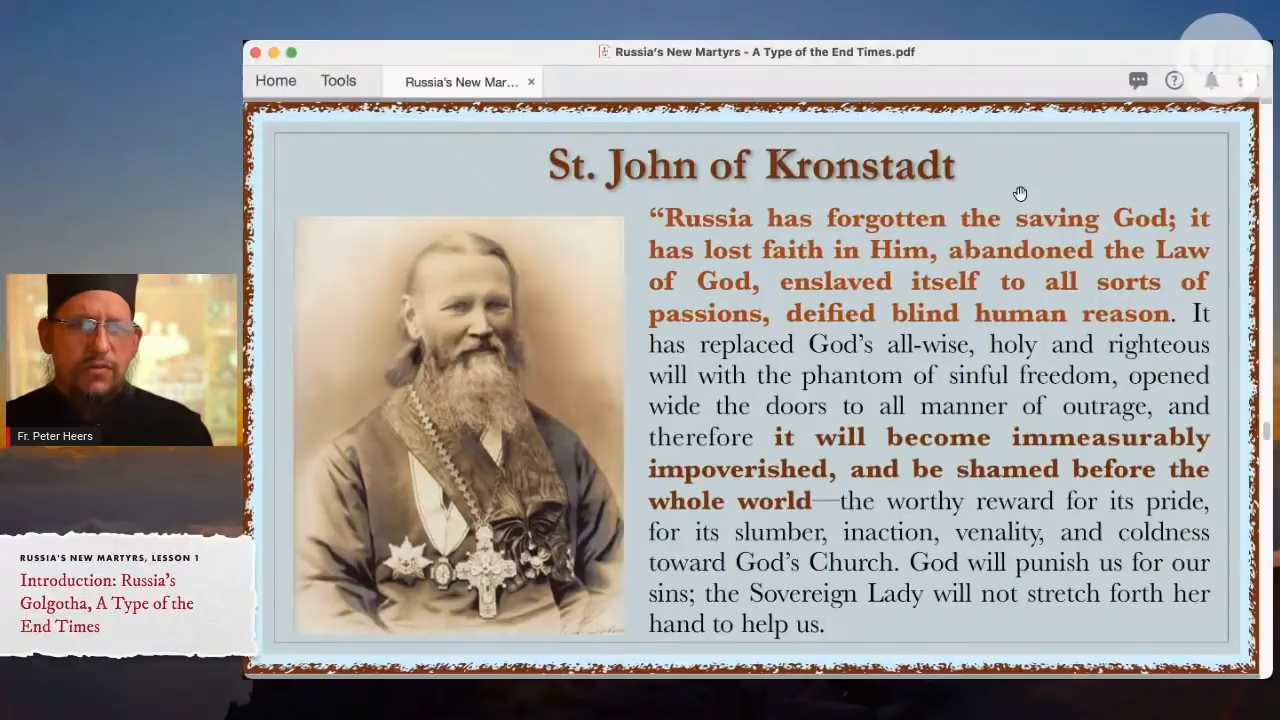 Russia's New Martyrs - A Type of the End Times.pdf
Home Tools Russia's New Mar... ×
St. John of Kronstadt
“Russia has forgotten the saving God; it
has lost faith in Him, abandoned the Law
of God, enslaved itself to all sorts of
passions, deified blind human reason. It
has replaced God’s all-wise, holy and righteous
will with the phantom of sinful freedom, opened
wide the doors to all manner of outrage, and
therefore it will become immeasurably
impoverished, and be shamed before the
whole world—the worthy reward for its pride,
for its slumber, inaction, venality, and coldness
toward God’s Church. God will punish us for our
sins; the Sovereign Lady will not stretch forth her
hand to help us.
Fr. Peter Heers
RUSSIA'S NEW MARTYRS, LESSON 1
Introduction: Russia's
Golgotha, A Type of the
End Times